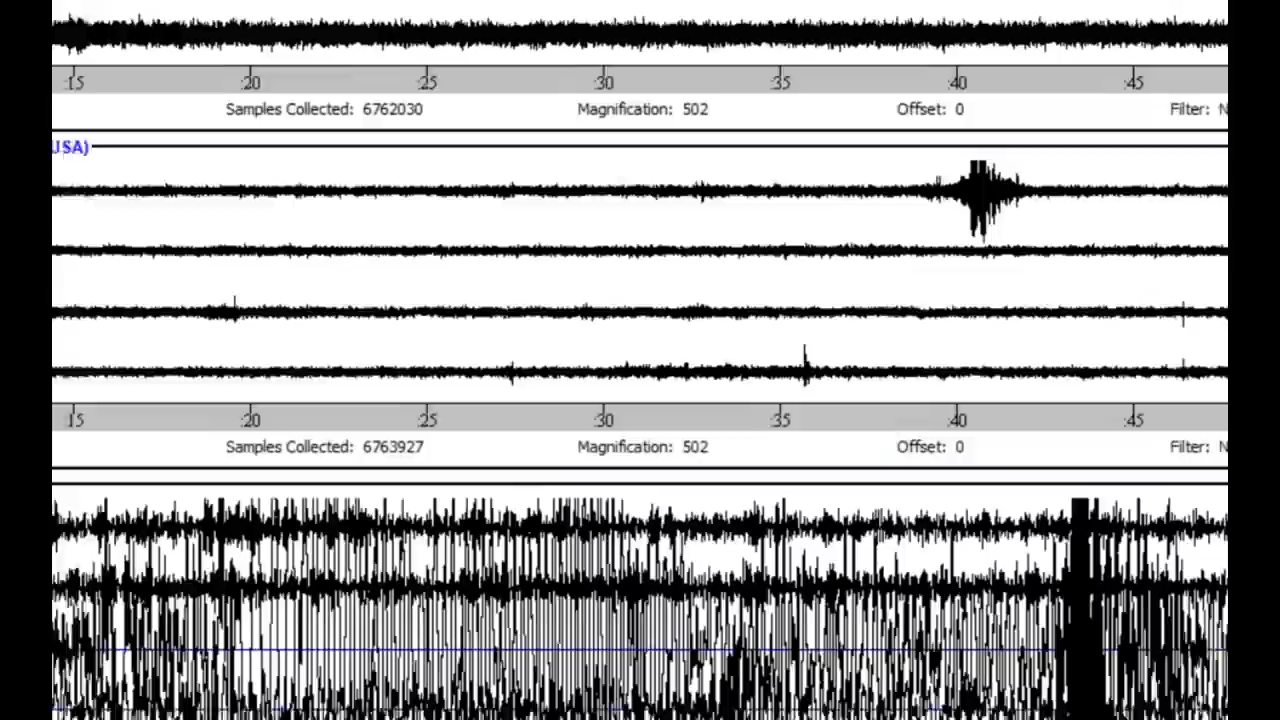 :15 :20 :25 :30 :35 :40 :45
Samples Collected: 6762030 Magnification: 502 Offset: 0 Filter:
:15 :20 :25 :30 :35 :40 :45
Samples Collected: 6763927 Magnification: 502 Offset: 0 Filter: